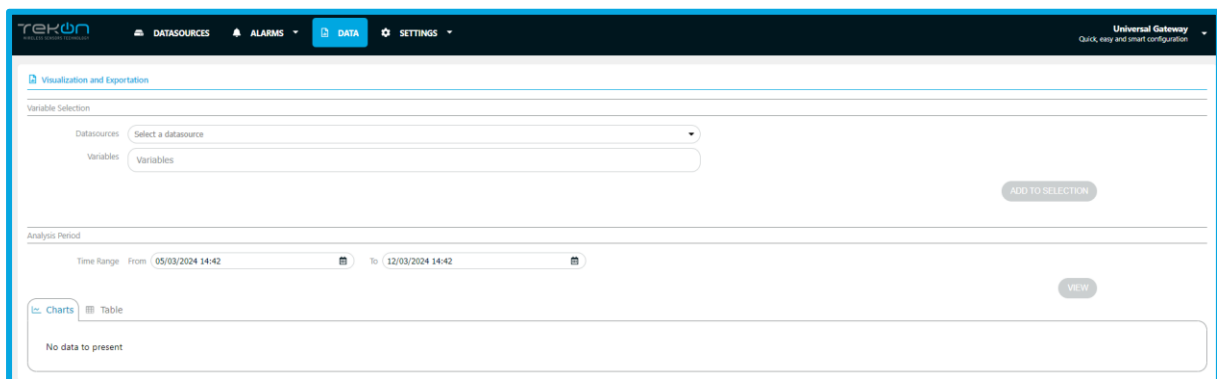 TEKON
WIRELESS SENSORS TECHNOLOGY
DATASOURCES ALARMS DATA SETTINGS
Universal Gateway
Quick, easy and smart configuration
Visualization and Exportation
Variable Selection
Datasources Select a datasource
Variables Variables
ADD TO SELECTION
Analysis Period
Time Range From 05/03/2024 14:42 To 12/03/2024 14:42
VIEW
Charts Table
No data to present